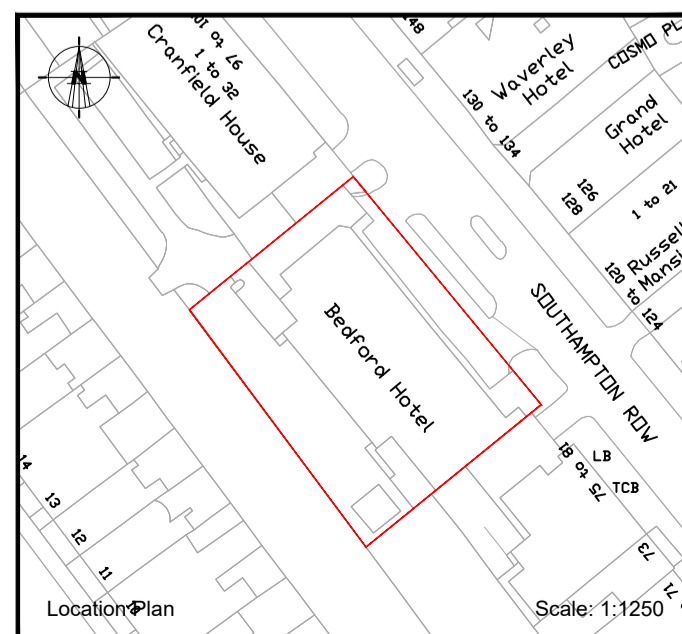 148
97 to 101
1 to 32
Cranfield House
N
Waverley
Hotel
130 to 134
COSMO PL
Grand
Hotel
126
128
1 to 21
Russell
Mansi
120 to 124
SOUTHAMPTON ROW
Bedford Hotel
LB
TCB
75 to 81
73
71
14
13
12
11
Location Plan
Scale: 1:1250